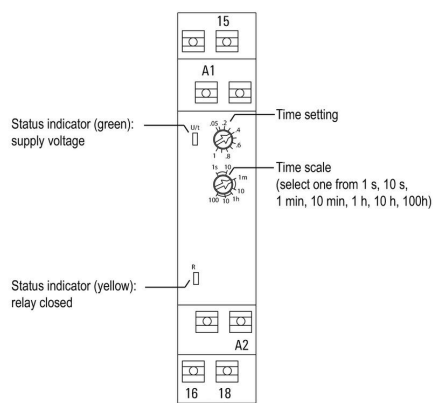 15
A1
Status indicator (green):
supply voltage
U/t
.05 .2 .4 .6 .8 1
Time setting
1s 10 1m 10 1h 10 100
Time scale
(select one from 1 s, 10 s,
1 min, 10 min, 1 h, 10 h, 100h)
Status indicator (yellow):
relay closed
R
A2
16 18